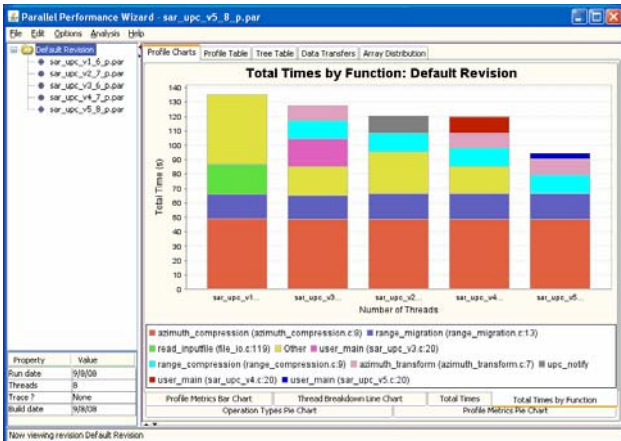 Parallel Performance Wizard - sar_upc_v5_8_p.par
File Edit Options Analysis Help
Default Revision
sar_upc_v1_6_p.par
sar_upc_v2_7_p.par
sar_upc_v3_6_p.par
sar_upc_v4_7_p.par
sar_upc_v5_8_p.par
Profile Charts Profile Table Tree Table Data Transfers Array Distribution
Total Times by Function: Default Revision
Total Time (s)
140
130
120
110
100
90
80
70
60
50
40
30
20
10
0
sar_upc_v1... sar_upc_v3... sar_upc_v2... sar_upc_v4... sar_upc_v5...
Number of Threads
azimuth_compression (azimuth_compression.c:9) range_migration (range_migration.c:13)
read_inputfile (file_io.c:119) Other user_main (sar_upc_v3.c:20)
range_compression (range_compression.c:9) azimuth_transform (azimuth_transform.c:7) upc_notify
user_main (sar_upc_v4.c:20) user_main (sar_upc_v5.c:20)
Profile Metrics Bar Chart Thread Breakdown Line Chart Total Times Total Times by Function
Operation Types Pie Chart Profile Metrics Pie Chart
Property Value
Run date 9/8/08
Threads 8
Trace ? None
Build date 9/8/08
Now viewing revision Default Revision